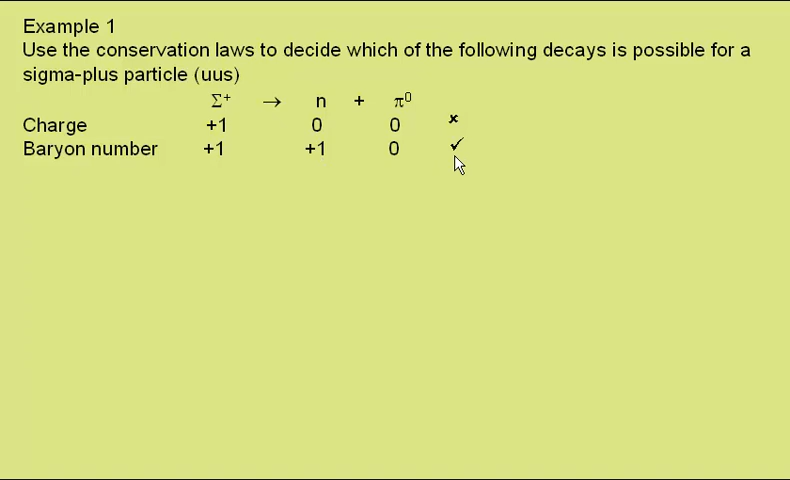 Example 1
Use the conservation laws to decide which of the following decays is possible for a
sigma-plus particle (uus)
Σ⁺ → n + π⁰
Charge +1 0 0 ×
Baryon number +1 +1 0 ✓